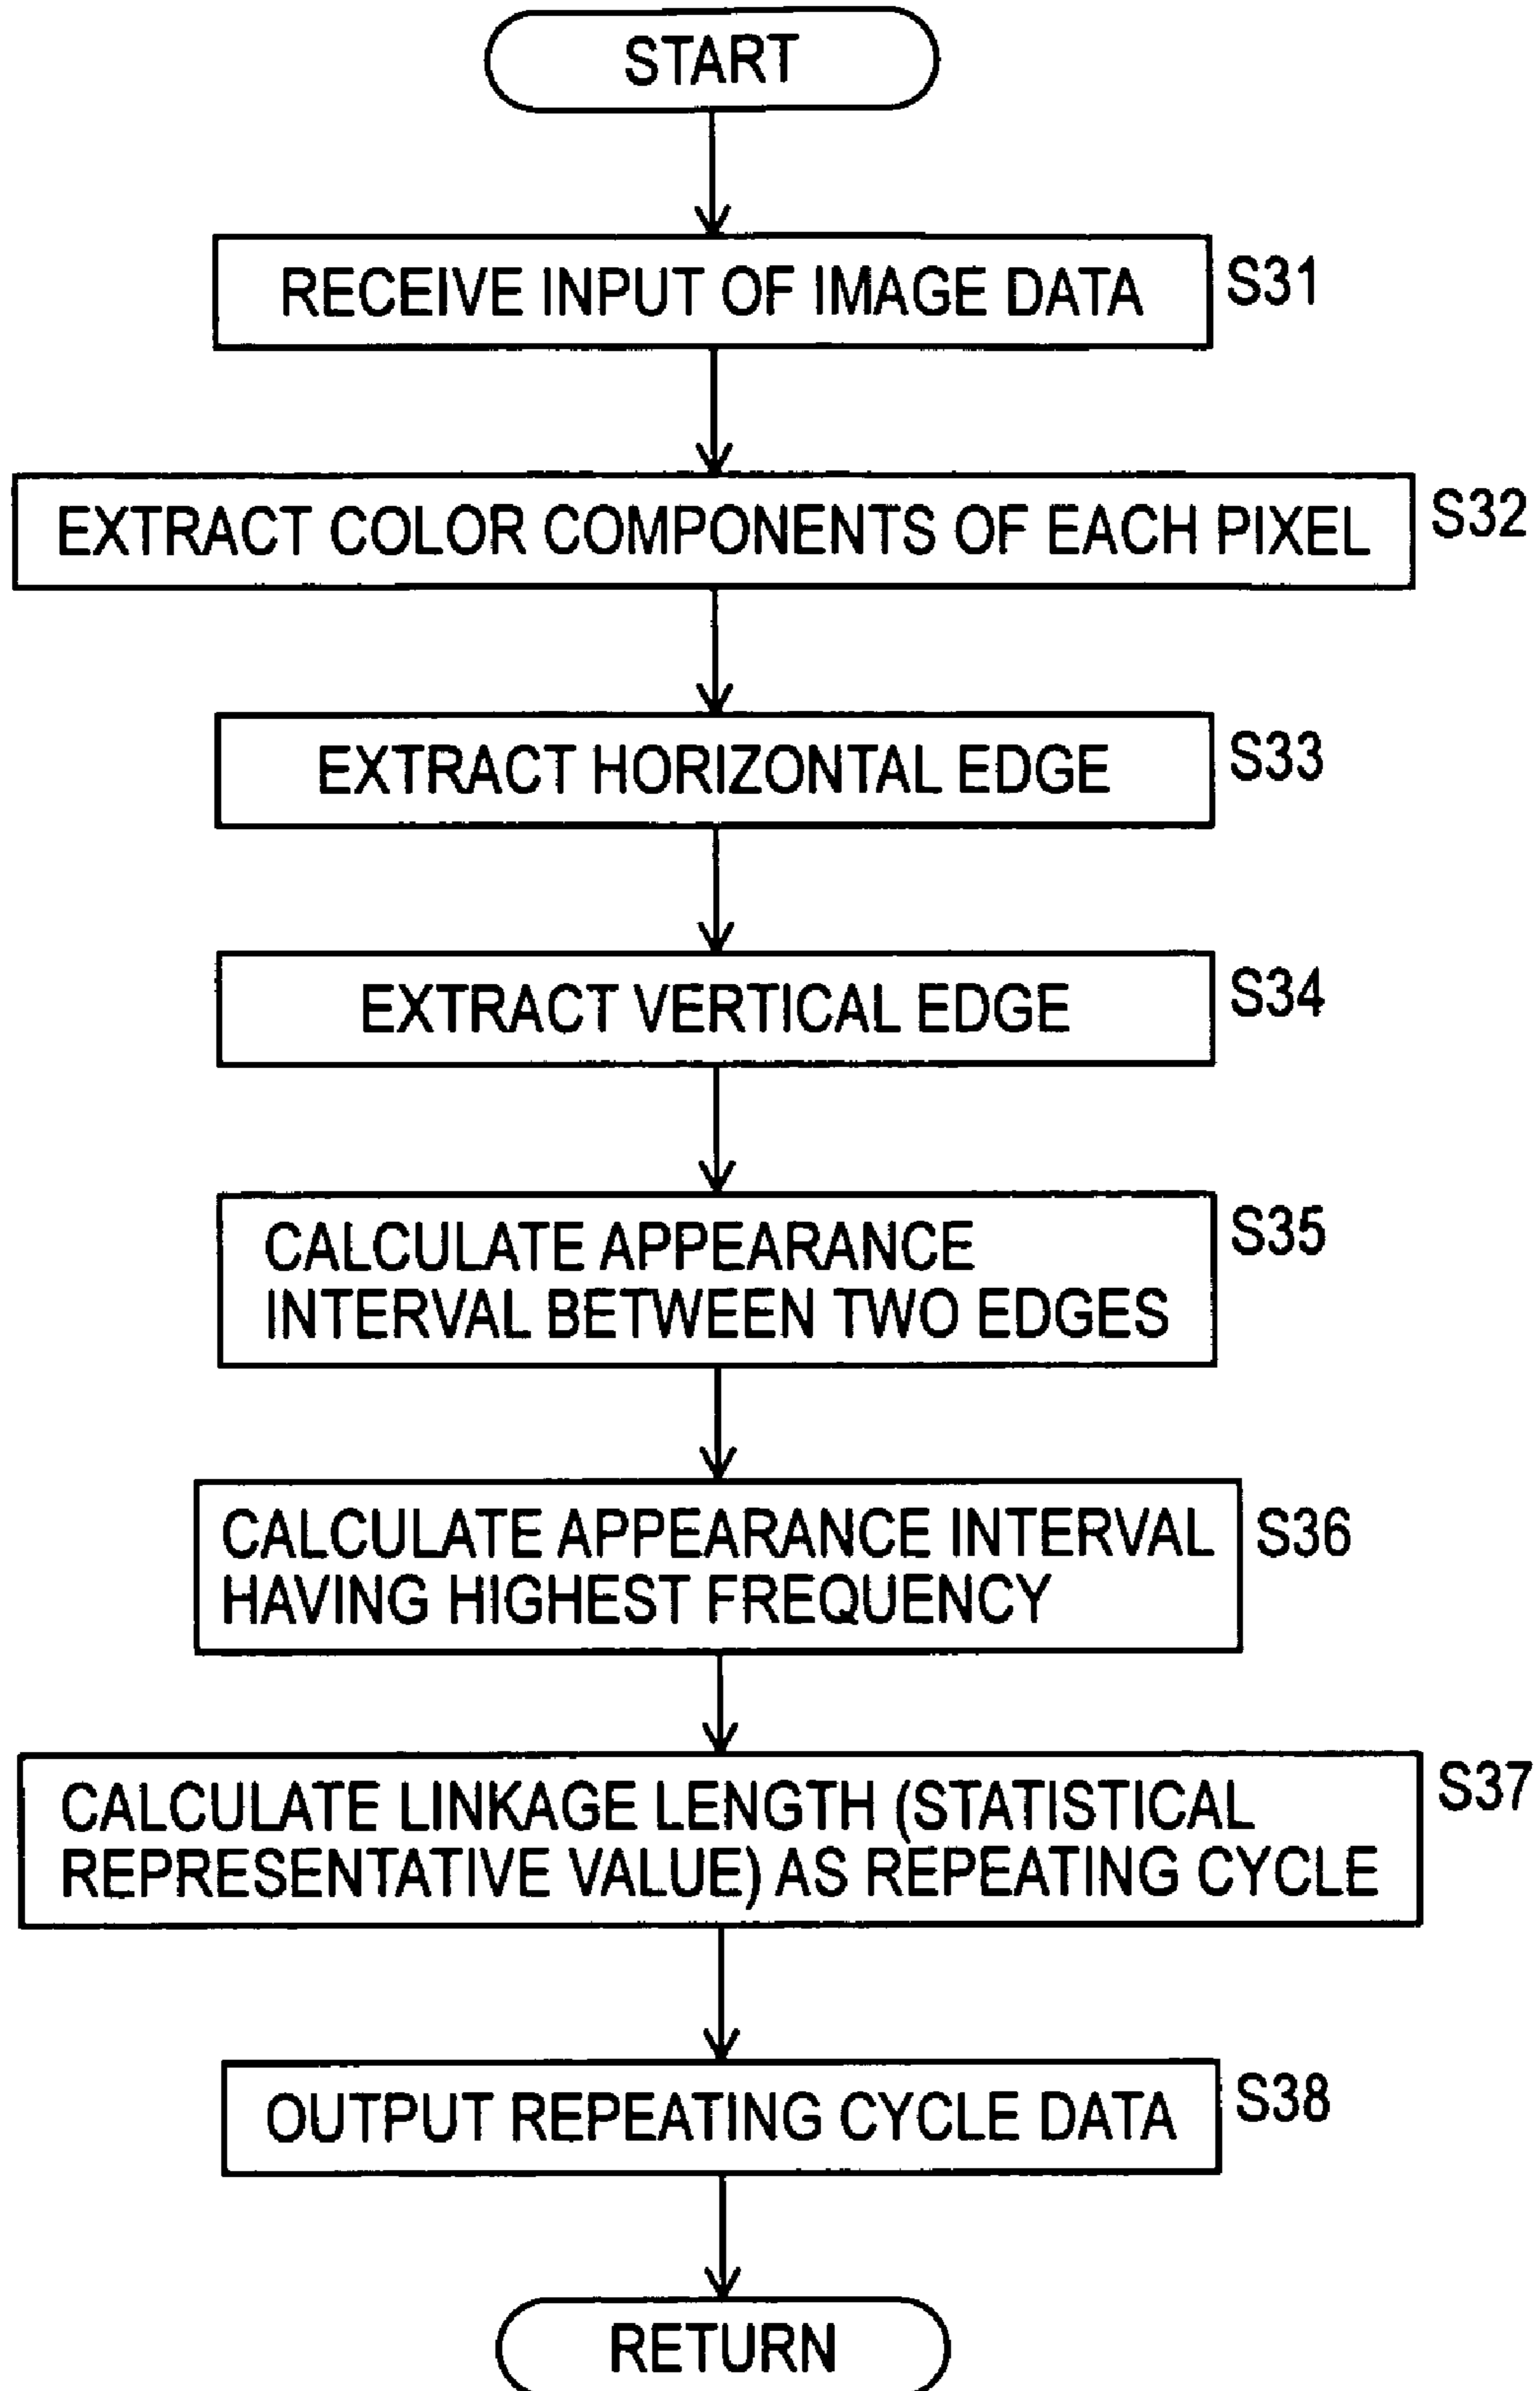 START
RECEIVE INPUT OF IMAGE DATA
S31
EXTRACT COLOR COMPONENTS OF EACH PIXEL
S32
EXTRACT HORIZONTAL EDGE
S33
EXTRACT VERTICAL EDGE
S34
CALCULATE APPEARANCE
INTERVAL BETWEEN TWO EDGES
S35
CALCULATE APPEARANCE INTERVAL
HAVING HIGHEST FREQUENCY
S36
CALCULATE LINKAGE LENGTH (STATISTICAL
REPRESENTATIVE VALUE) AS REPEATING CYCLE
S37
OUTPUT REPEATING CYCLE DATA
S38
RETURN